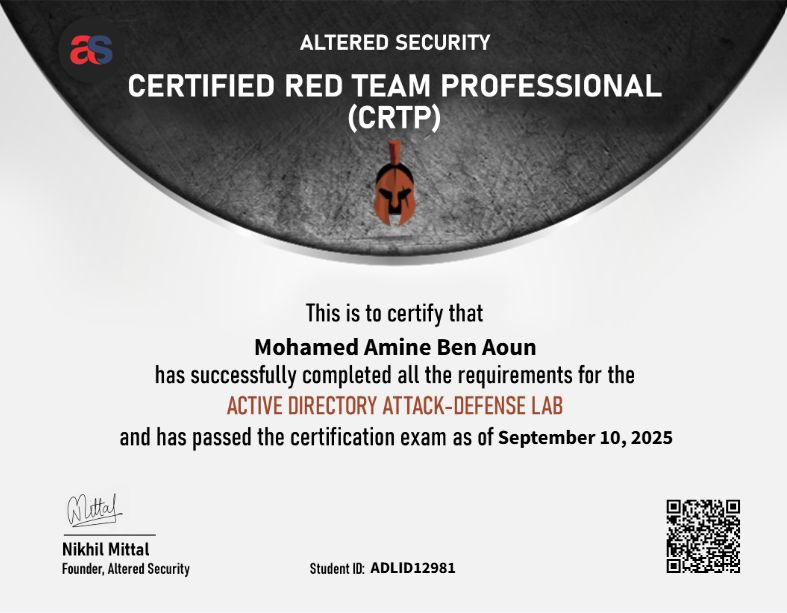 as
ALTERED SECURITY
CERTIFIED RED TEAM PROFESSIONAL
(CRTP)
This is to certify that
Mohamed Amine Ben Aoun
has successfully completed all the requirements for the
ACTIVE DIRECTORY ATTACK-DEFENSE LAB
and has passed the certification exam as of September 10, 2025
Mittal
Nikhil Mittal
Founder, Altered Security
Student ID: ADLID12981